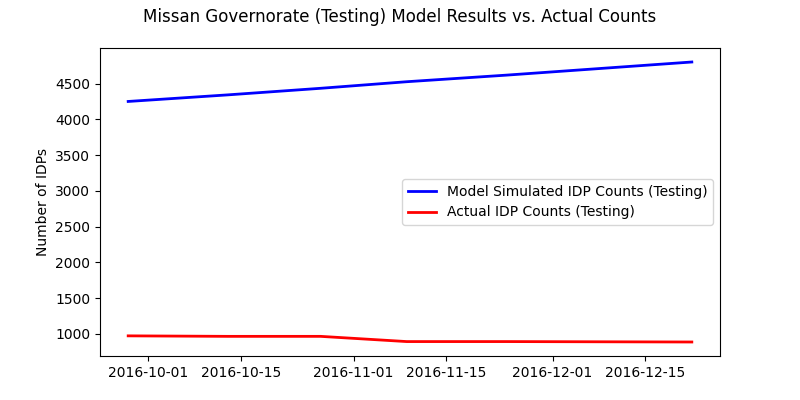 Missan Governorate (Testing) Model Results vs. Actual Counts
Number of IDPs
4500
4000
3500
3000
2500
2000
1500
1000
Model Simulated IDP Counts (Testing)
Actual IDP Counts (Testing)
2016-10-01 2016-10-15 2016-11-01 2016-11-15 2016-12-01 2016-12-15